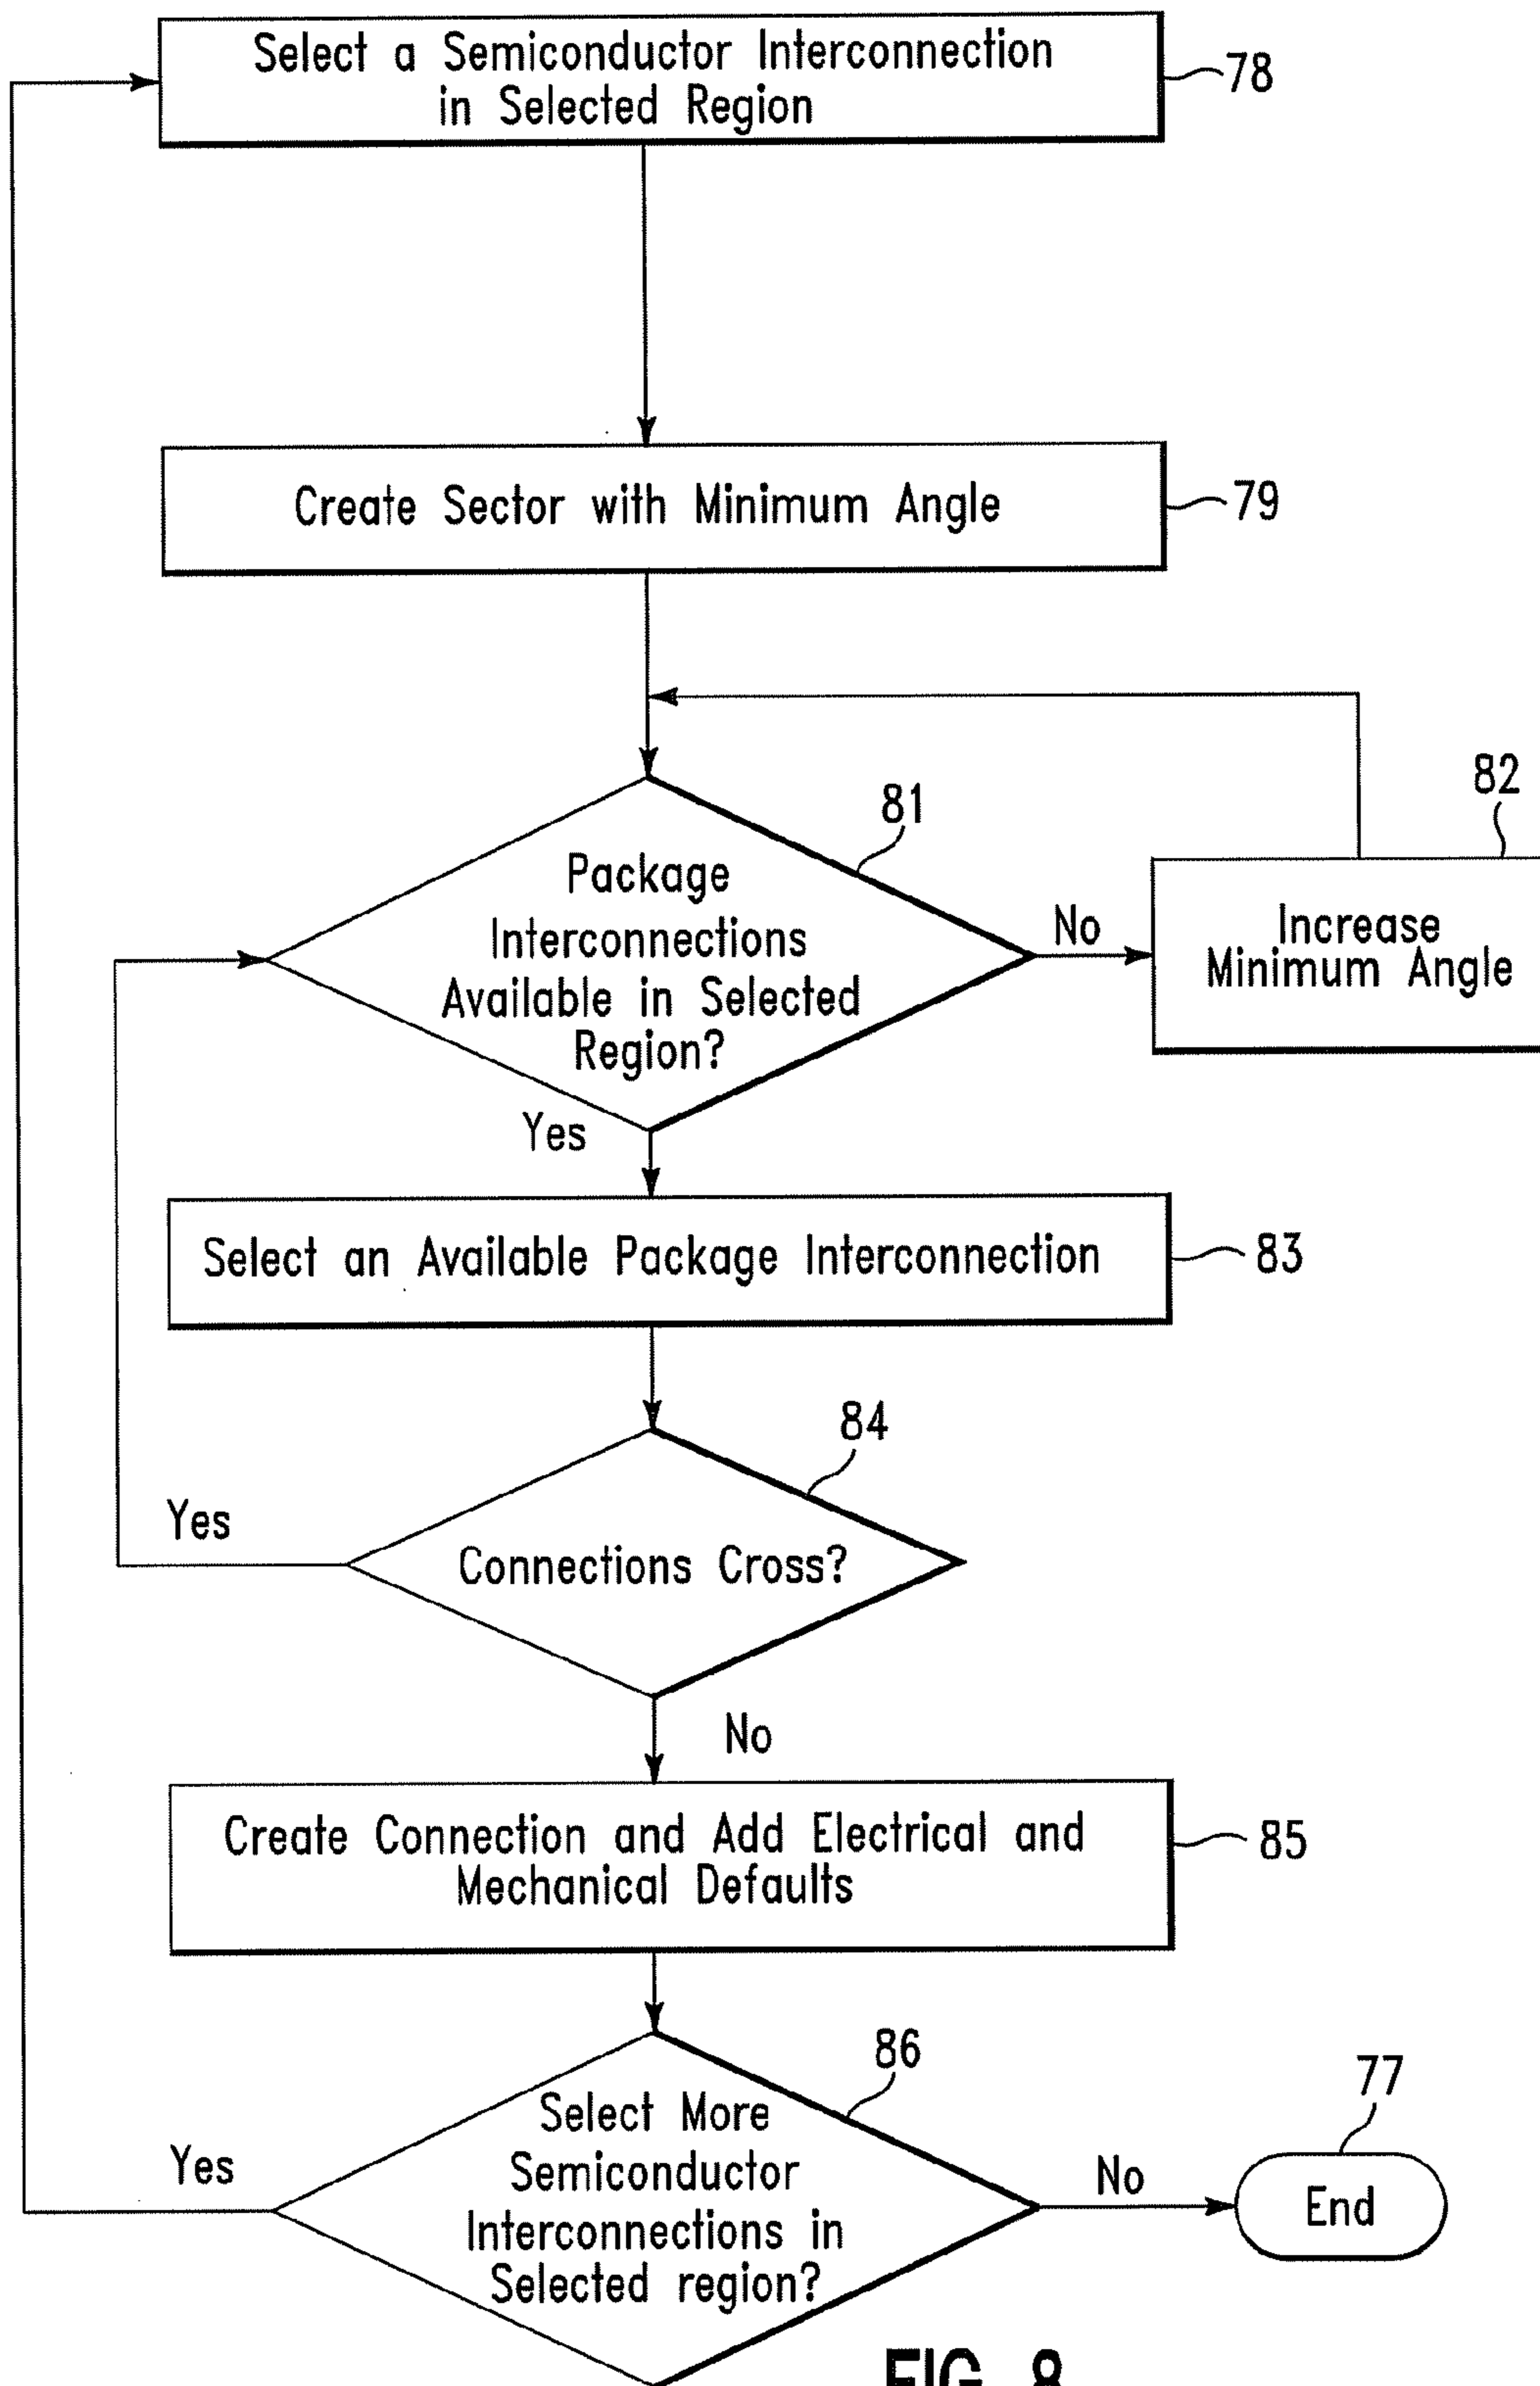 Select a Semiconductor Interconnection
in Selected Region
78
Create Sector with Minimum Angle
79
81
82
Package
Interconnections
Available in Selected
Region?
No
Increase
Minimum Angle
Yes
Select an Available Package Interconnection
83
84
Yes
Connections Cross?
No
Create Connection and Add Electrical and
Mechanical Defaults
85
86
77
Select More
Semiconductor
Interconnections in
Selected region?
Yes
No
End
FIG. 8